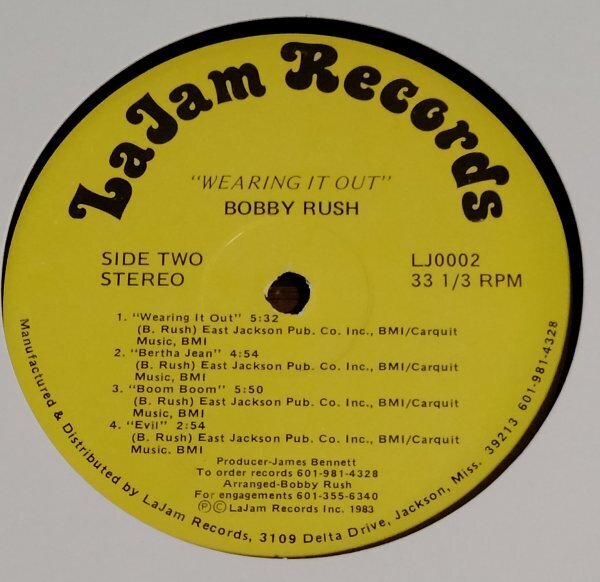 LaJam Records
"WEARING IT OUT"
BOBBY RUSH
SIDE TWO
STEREO
LJ0002
33 1/3 RPM
1. "Wearing It Out" 5:32
(B. Rush) East Jackson Pub. Co. Inc., BMI/Carquit
Music, BMI
2. "Bertha Jean" 4:54
(B. Rush) East Jackson Pub. Co. Inc., BMI/Carquit
Music, BMI
3. "Boom Boom" 5:50
(B. Rush) East Jackson Pub. Co. Inc., BMI/Carquit
Music, BMI
4. "Evil" 2:54
(B. Rush) East Jackson Pub. Co. Inc., BMI/Carquit
Music. BMI
Producer-James Bennett
To order records 601-981-4328
Arranged-Bobby Rush
For engagements 601-355-6340
℗© LaJam Records Inc. 1983
Manufactured & Distributed by LaJam Records, 3109 Delta Drive, Jackson, Miss. 39213 601-981-4328